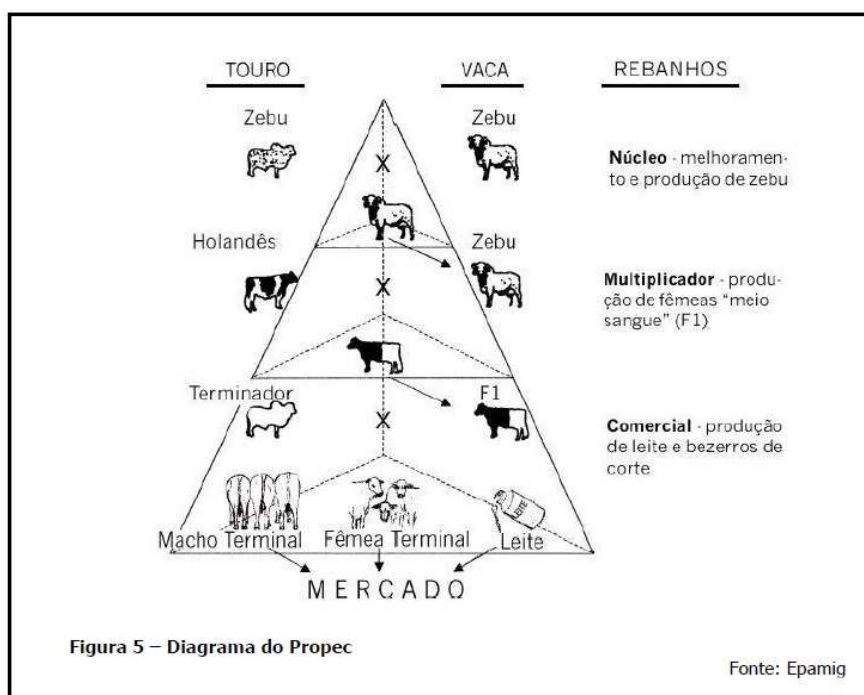 TOURO VACA REBANHOS
Zebu Zebu
Núcleo - melhoramen-
to e produção de zebu
X
Holandês Zebu
Multiplicador - produ-
ção de fêmeas "meio
sangue" (F1)
X
Terminador F1
Comercial - produção
de leite e bezerros de
corte
X
LEITE
Macho Terminal Fêmea Terminal Leite
MERCADO
Figura 5 – Diagrama do Propec
Fonte: Epamig